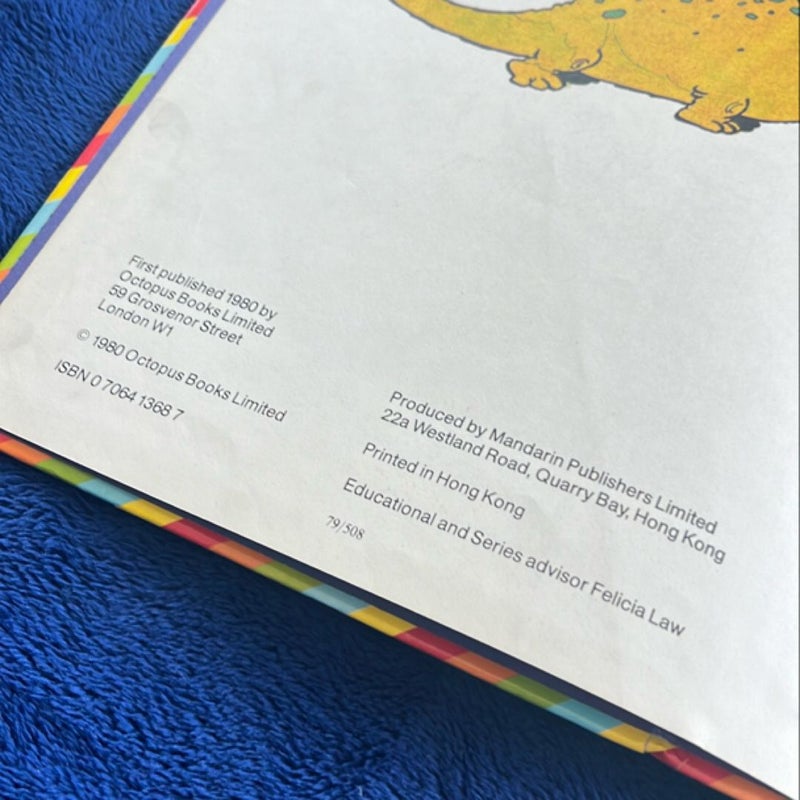 First published 1980 by
Octopus Books Limited
59 Grosvenor Street
London W1
© 1980 Octopus Books Limited
ISBN 0 7064 1368 7
Produced by Mandarin Publishers Limited
22a Westland Road, Quarry Bay, Hong Kong
Printed in Hong Kong
Educational and Series advisor Felicia Law
79/508